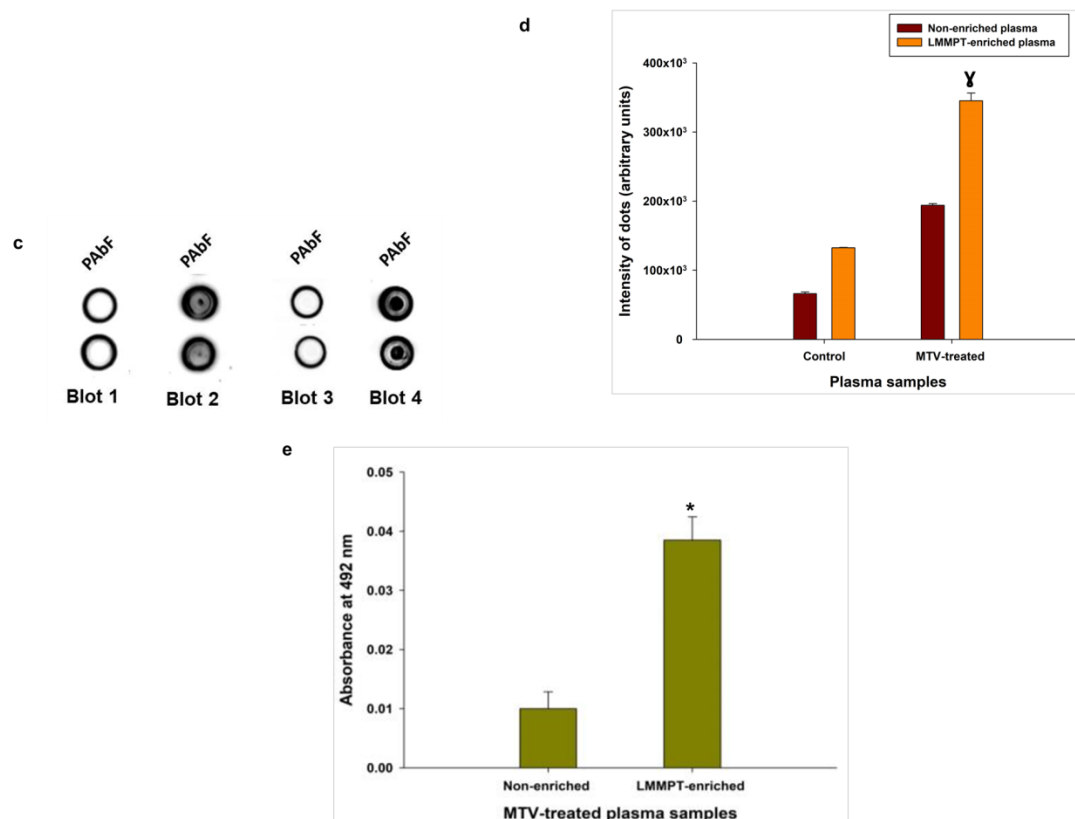 c
PAbF
PAbF
PAbF
PAbF
Blot 1
Blot 2
Blot 3
Blot 4
d
Non-enriched plasma
LMMPT-enriched plasma
Intensity of dots (arbitrary units)
400x10³
300x10³
200x10³
100x10³
0
Ɣ
Control
MTV-treated
Plasma samples
e
Absorbance at 492 nm
0.05
0.04
0.03
0.02
0.01
0.00
*
Non-enriched
LMMPT-enriched
MTV-treated plasma samples